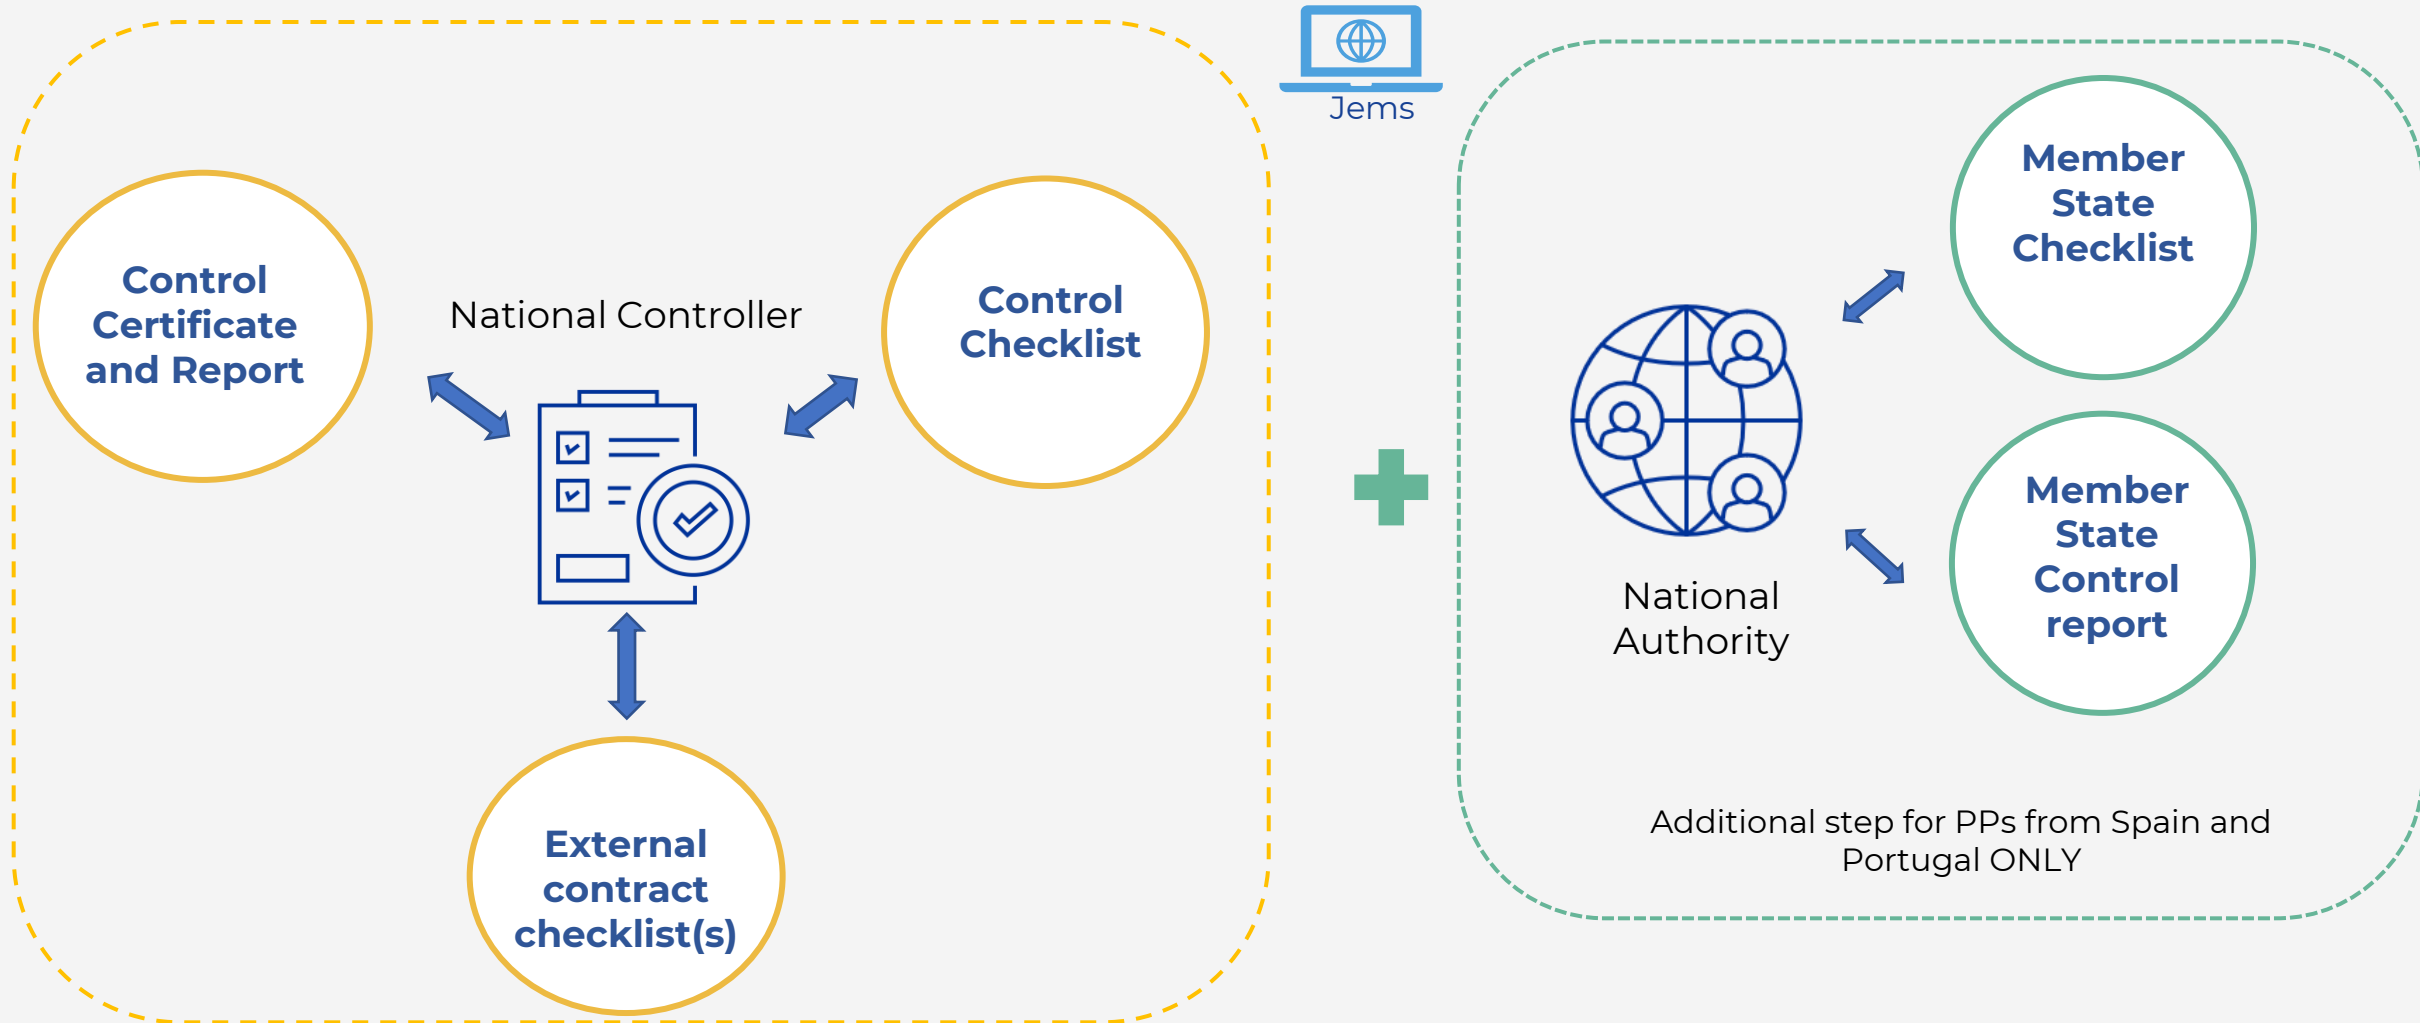 Jems
Control
Certificate
and Report
National Controller
Control
Checklist
External
contract
checklist(s)
Member
State
Checklist
National
Authority
Member
State
Control
report
Additional step for PPs from Spain and
Portugal ONLY